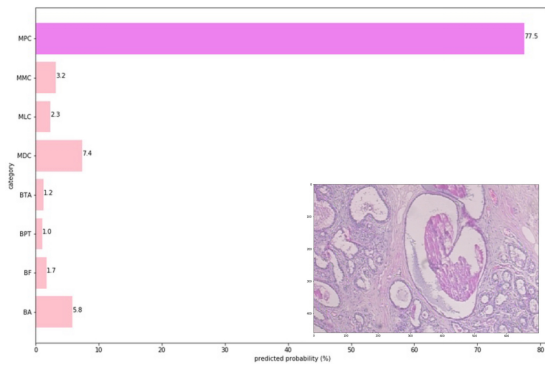 MPC
77.5
MMC
3.2
MLC
2.3
MDC
7.4
BTA
1.2
BPT
1.0
BF
1.7
BA
5.8
category
0 10 20 30 40 50 60 70 80
predicted probability (%)